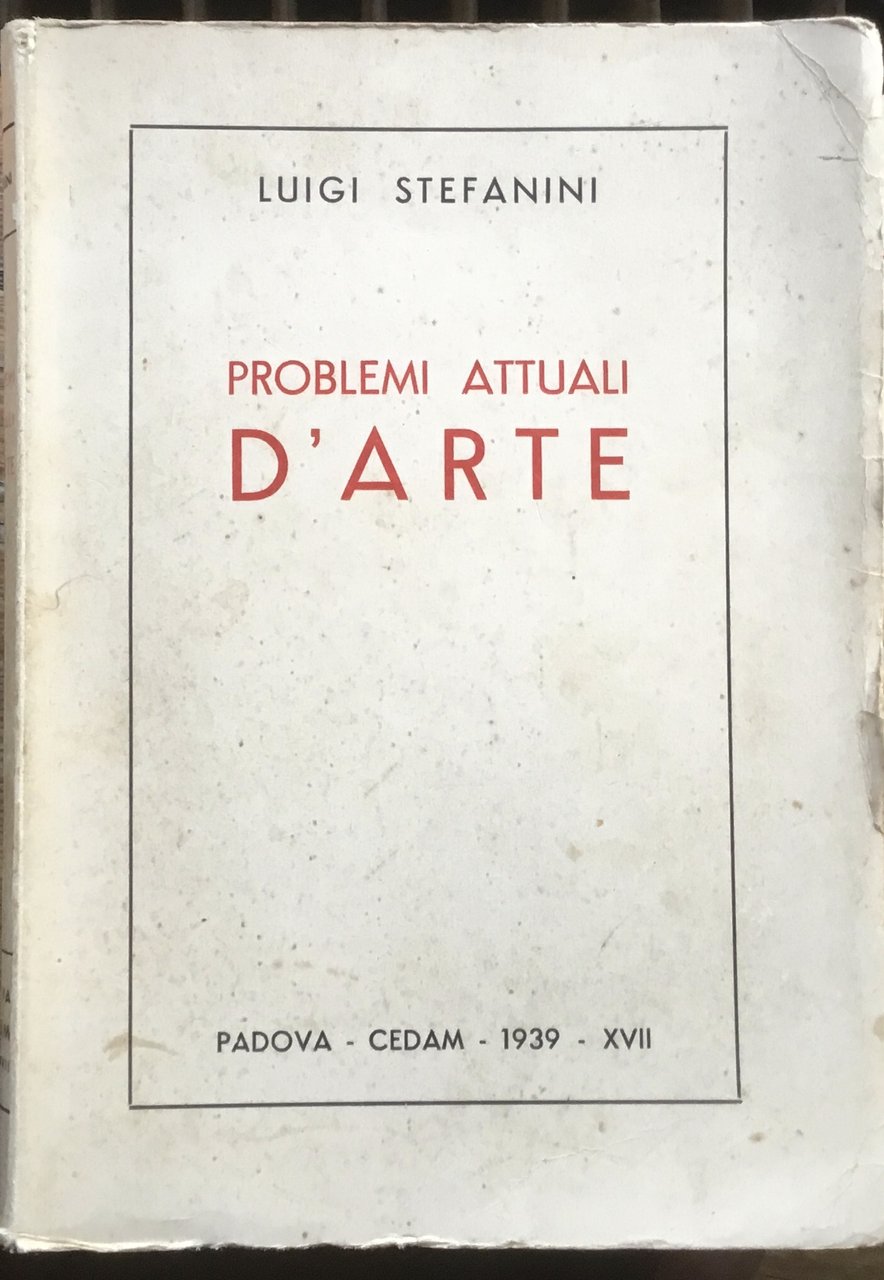 LUIGI STEFANINI
PROBLEMI ATTUALI
D'ARTE
PADOVA - CEDAM - 1939 - XVII